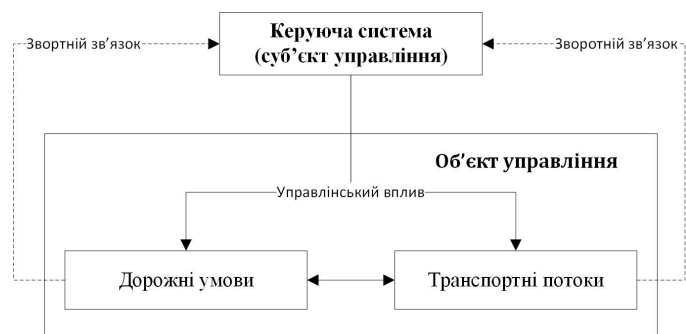 Звортній зв’язок
Керуюча система
(суб’єкт управління)
Зворотній зв’язок
Об’єкт управління
Управлінський вплив
Дорожні умови
Транспортні потоки